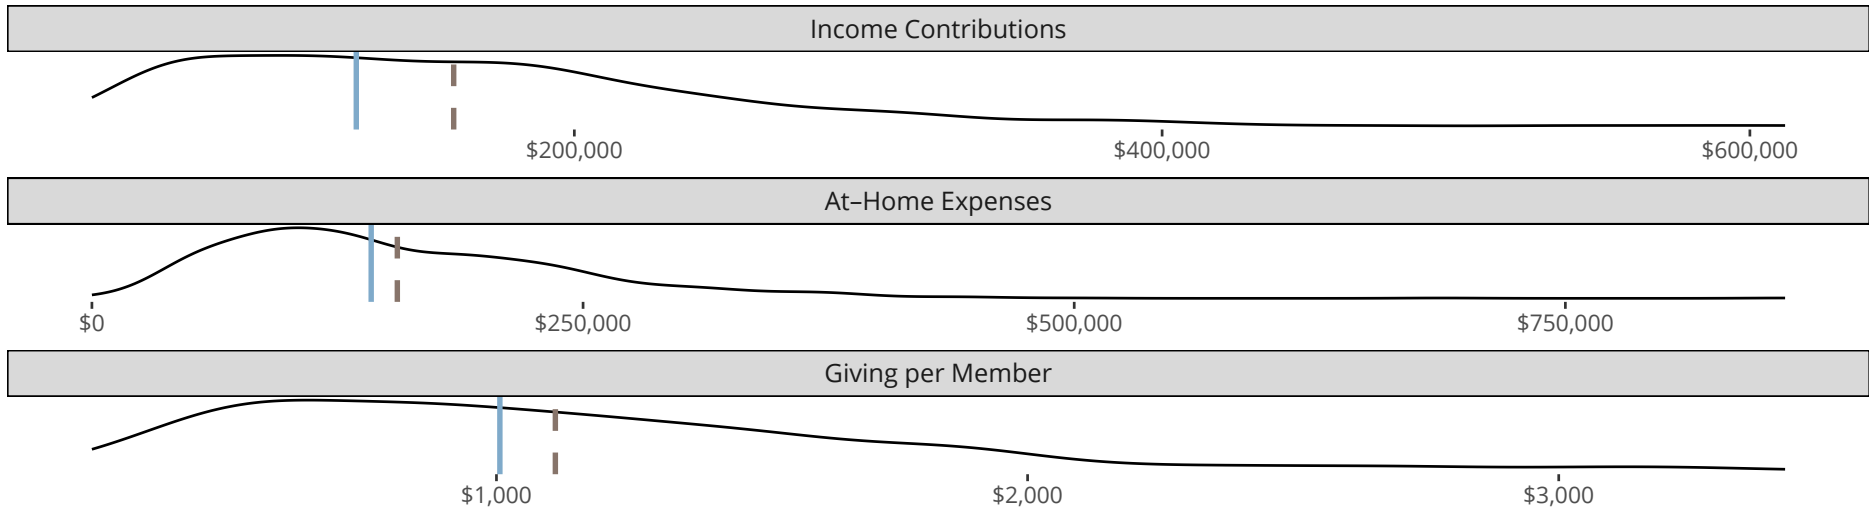 Income Contributions
$200,000 $400,000 $600,000
At–Home Expenses
$0 $250,000 $500,000 $750,000
Giving per Member
$1,000 $2,000 $3,000